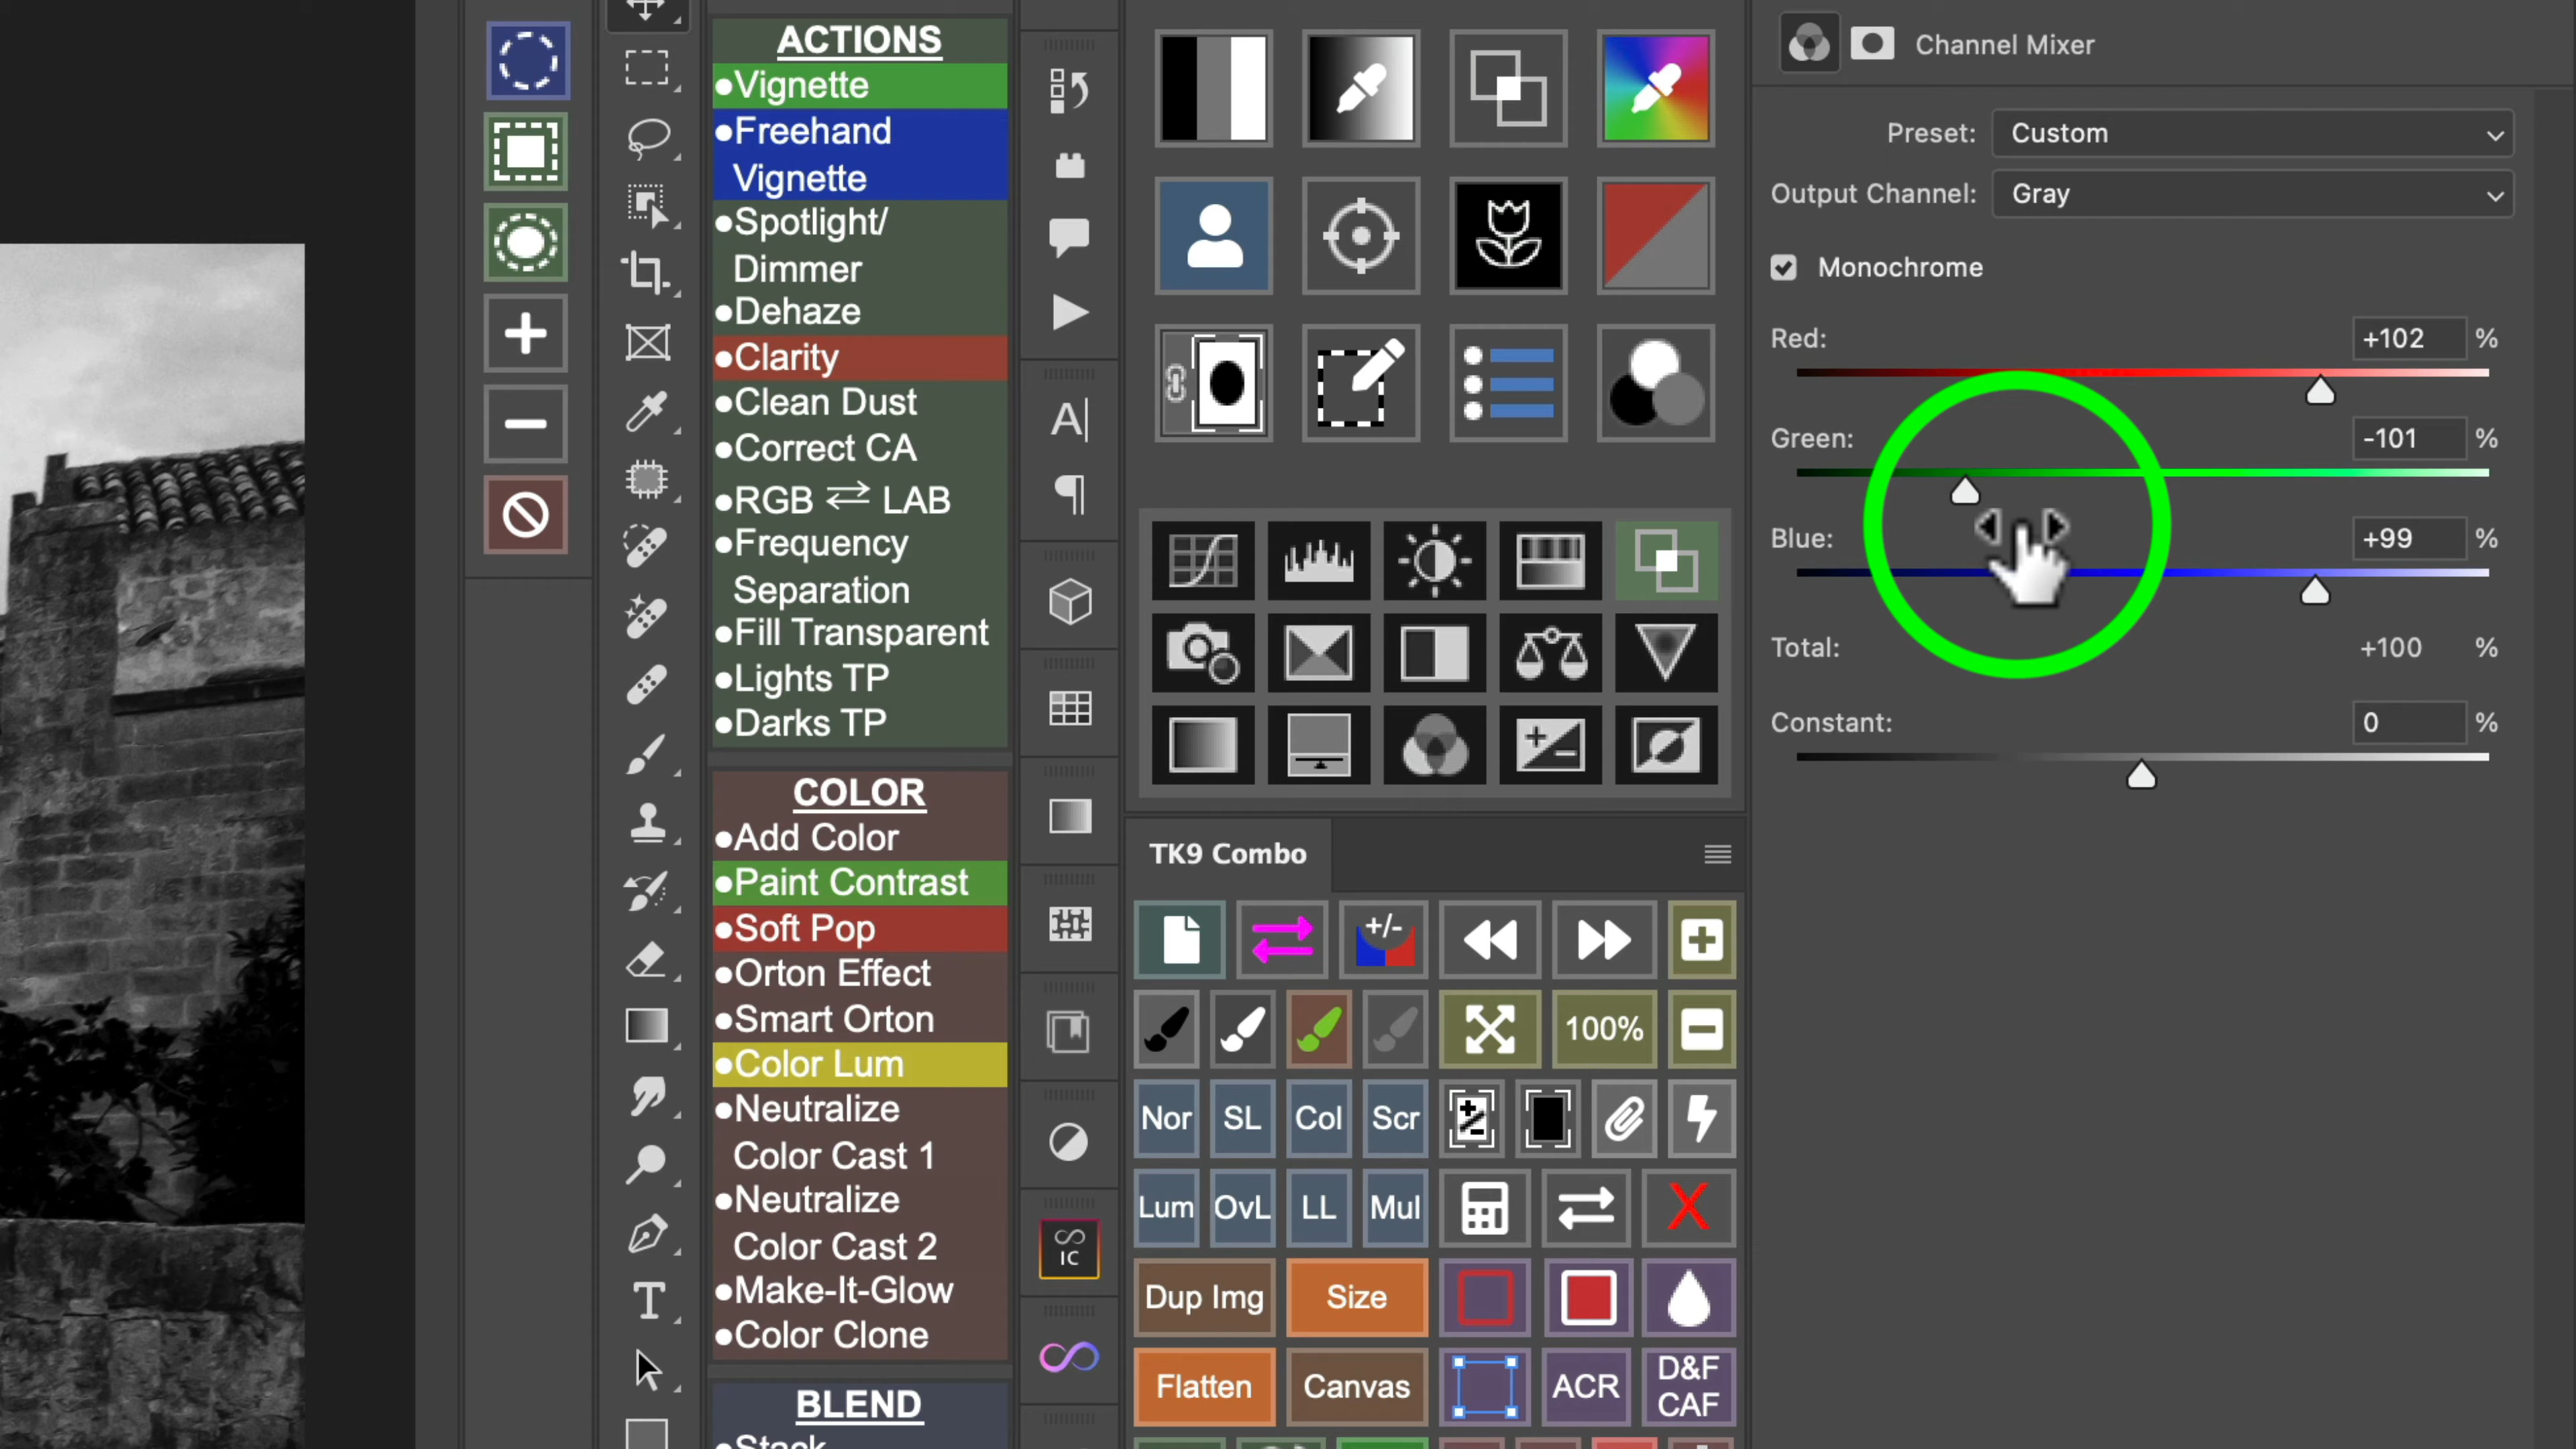 ACTIONS
●Vignette
●Freehand
Vignette
●Spotlight/
Dimmer
●Dehaze
●Clarity
●Clean Dust
●Correct CA
●RGB ⇄ LAB
●Frequency
Separation
●Fill Transparent
●Lights TP
●Darks TP
COLOR
●Add Color
●Paint Contrast
●Soft Pop
●Orton Effect
●Smart Orton
●Color Lum
●Neutralize
Color Cast 1
●Neutralize
Color Cast 2
●Make-It-Glow
●Color Clone
BLEND
●Stack
A|
IC
TK9 Combo
+/-
100%
Nor SL Col Scr
Lum OvL LL Mul X
Dup Img Size
Flatten Canvas ACR D&F
CAF
Channel Mixer
Preset: Custom
Output Channel: Gray
Monochrome
Red: +102 %
Green: -101 %
Blue: +99 %
Total: +100 %
Constant: 0 %